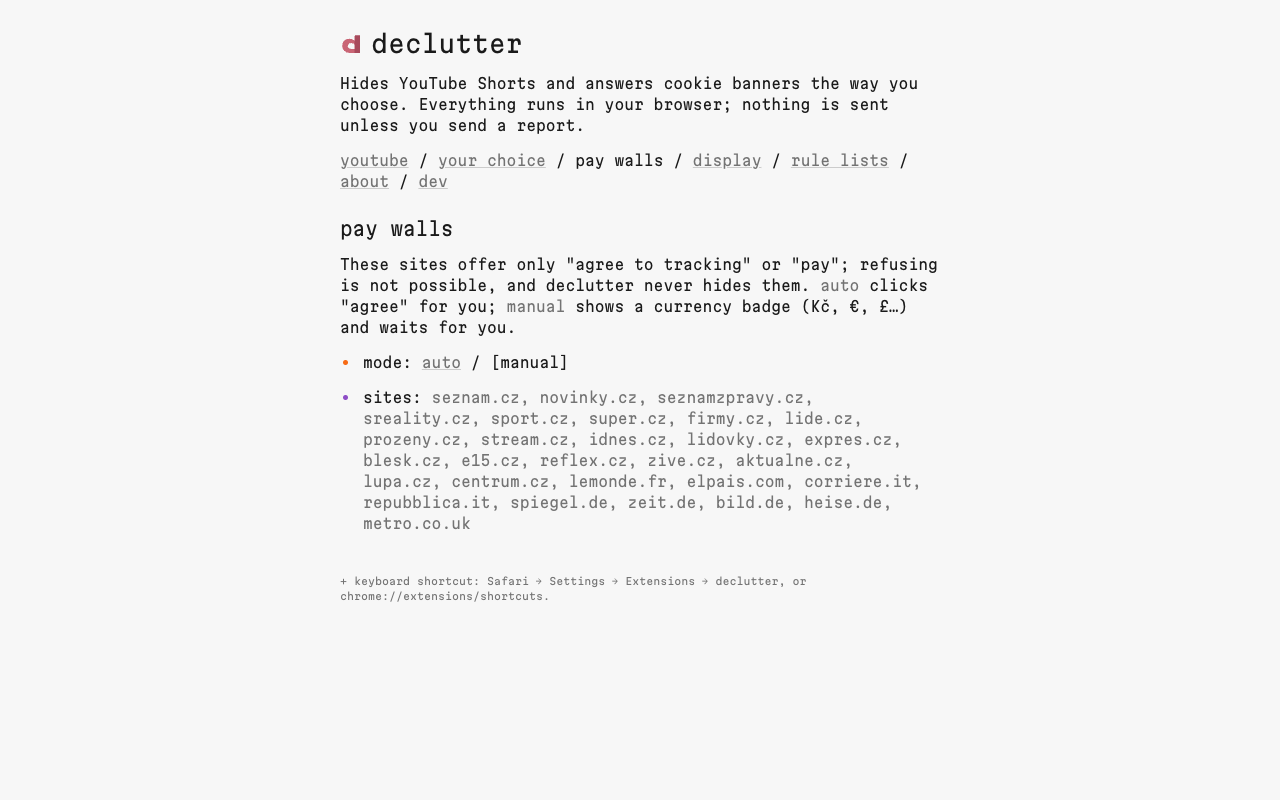 d declutter
Hides YouTube Shorts and answers cookie banners the way you
choose. Everything runs in your browser; nothing is sent
unless you send a report.
youtube / your choice / pay walls / display / rule lists /
about / dev
pay walls
These sites offer only "agree to tracking" or "pay"; refusing
is not possible, and declutter never hides them. auto clicks
"agree" for you; manual shows a currency badge (Kč, €, £…)
and waits for you.
• mode: auto / [manual]
• sites: seznam.cz, novinky.cz, seznamzpravy.cz,
sreality.cz, sport.cz, super.cz, firmy.cz, lide.cz,
prozeny.cz, stream.cz, idnes.cz, lidovky.cz, expres.cz,
blesk.cz, e15.cz, reflex.cz, zive.cz, aktualne.cz,
lupa.cz, centrum.cz, lemonde.fr, elpais.com, corriere.it,
repubblica.it, spiegel.de, zeit.de, bild.de, heise.de,
metro.co.uk
+ keyboard shortcut: Safari → Settings → Extensions → declutter, or
chrome://extensions/shortcuts.